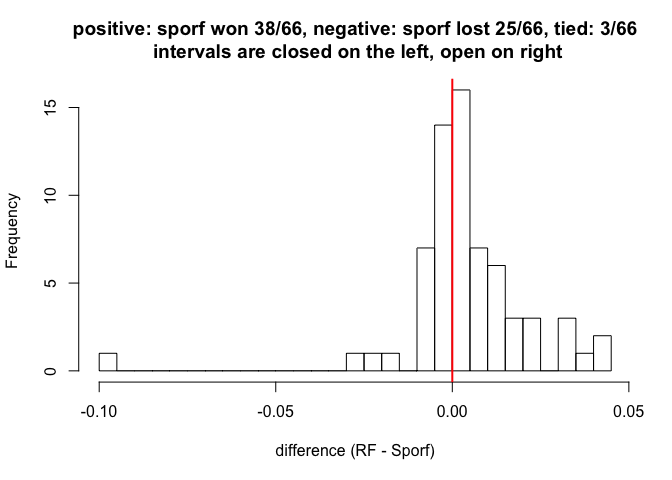 positive: sporf won 38/66, negative: sporf lost 25/66, tied: 3/66
intervals are closed on the left, open on right
15
10
5
0
Frequency
-0.10
-0.05
0.00
0.05
difference (RF - Sporf)